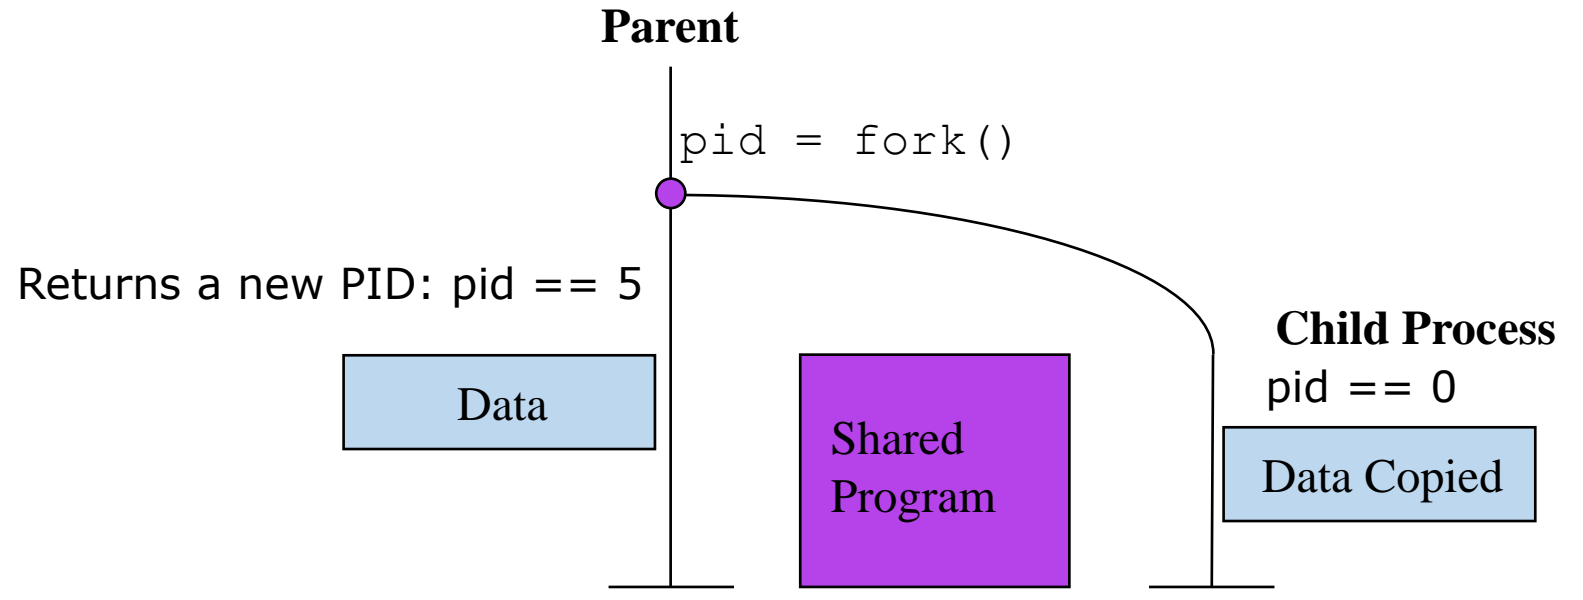 Parent
pid = fork()
Returns a new PID: pid == 5
Child Process
pid == 0
Data
Shared
Program
Data Copied